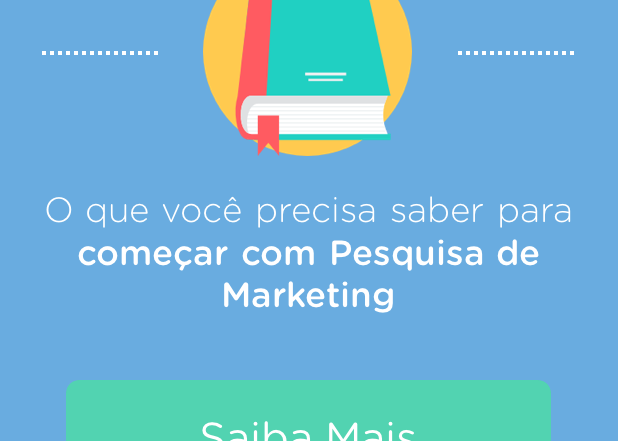 O que você precisa saber para
começar com Pesquisa de
Marketing
Saiba Mais